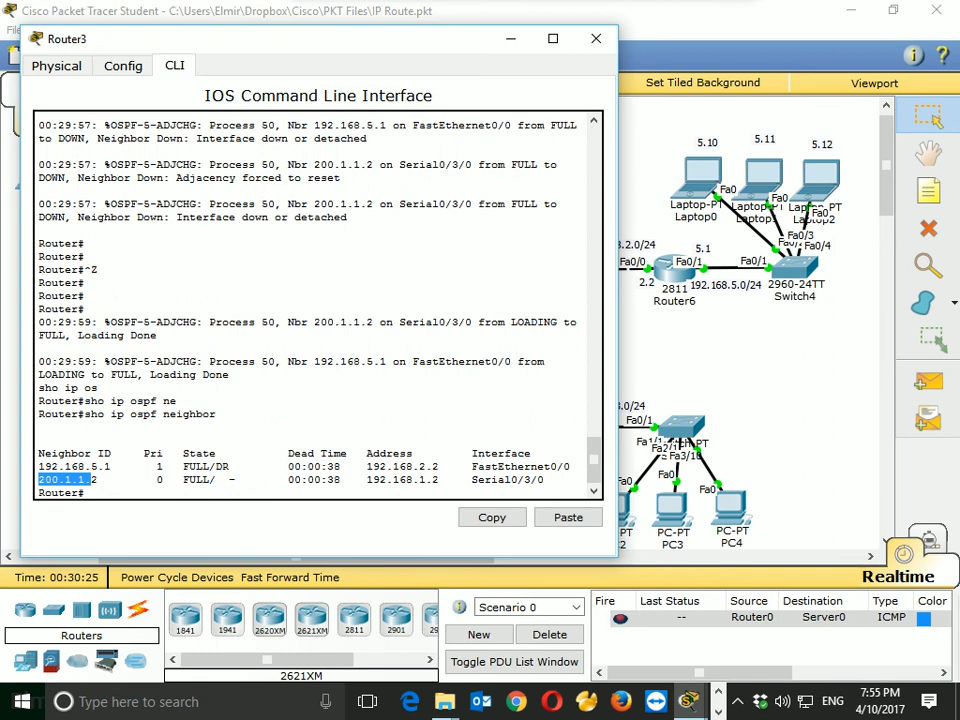 Cisco Packet Tracer Student - C:\Users\Elmir\Dropbox\Cisco\PKT Files\IP Route.pkt
Router3
Physical Config CLI
IOS Command Line Interface
00:29:57: %OSPF-5-ADJCHG: Process 50, Nbr 192.168.5.1 on FastEthernet0/0 from FULL
to DOWN, Neighbor Down: Interface down or detached
00:29:57: %OSPF-5-ADJCHG: Process 50, Nbr 200.1.1.2 on Serial0/3/0 from FULL to
DOWN, Neighbor Down: Adjacency forced to reset
00:29:57: %OSPF-5-ADJCHG: Process 50, Nbr 200.1.1.2 on Serial0/3/0 from FULL to
DOWN, Neighbor Down: Interface down or detached
Router#
Router#
Router#^Z
Router#
Router#
Router#
00:29:59: %OSPF-5-ADJCHG: Process 50, Nbr 200.1.1.2 on Serial0/3/0 from LOADING to
FULL, Loading Done
00:29:59: %OSPF-5-ADJCHG: Process 50, Nbr 192.168.5.1 on FastEthernet0/0 from
LOADING to FULL, Loading Done
sho ip os
Router#sho ip ospf ne
Router#sho ip ospf neighbor
Neighbor ID Pri State Dead Time Address Interface
192.168.5.1 1 FULL/DR 00:00:38 192.168.2.2 FastEthernet0/0
200.1.1.2 0 FULL/ - 00:00:38 192.168.1.2 Serial0/3/0
Router#
Copy Paste
Set Tiled Background Viewport
5.10 5.11 5.12
Fa0 Fa0
Laptop-PT
Laptop0
Fa0
Fa0/3
Fa0/4
.2.0/24 5.1
Fa0/0 Fa0/1 Fa0/1
2.2 2811 192.168.5.0/24 2960-24TT
Router6 Switch4
.0/24
Fa0/1
Fa0 Fa0
PC-PT PC-PT
PC3 PC4
Realtime
Time: 00:30:25 Power Cycle Devices Fast Forward Time
Routers
1841 1941 2620XM 2621XM 2811 2901
2621XM
Scenario 0
New Delete
Toggle PDU List Window
Fire Last Status Source Destination Type Color
-- Router0 Server0 ICMP
Type here to search
ENG
7:55 PM
4/10/2017